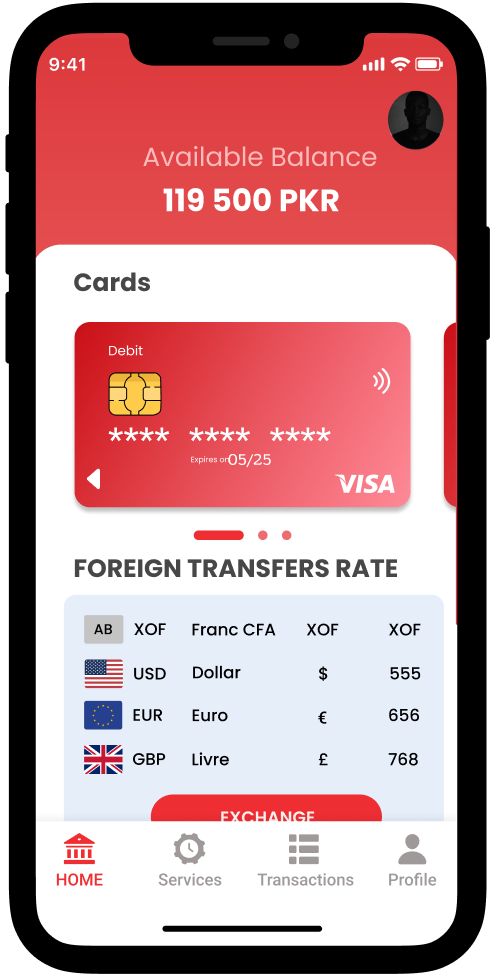 9:41
Available Balance
119 500 PKR
Cards
Debit
**** **** ****
Expires on 05/25
VISA
FOREIGN TRANSFERS RATE
AB XOF Franc CFA XOF XOF
USD Dollar $ 555
EUR Euro € 656
GBP Livre £ 768
EXCHANGE
HOME Services Transactions Profile